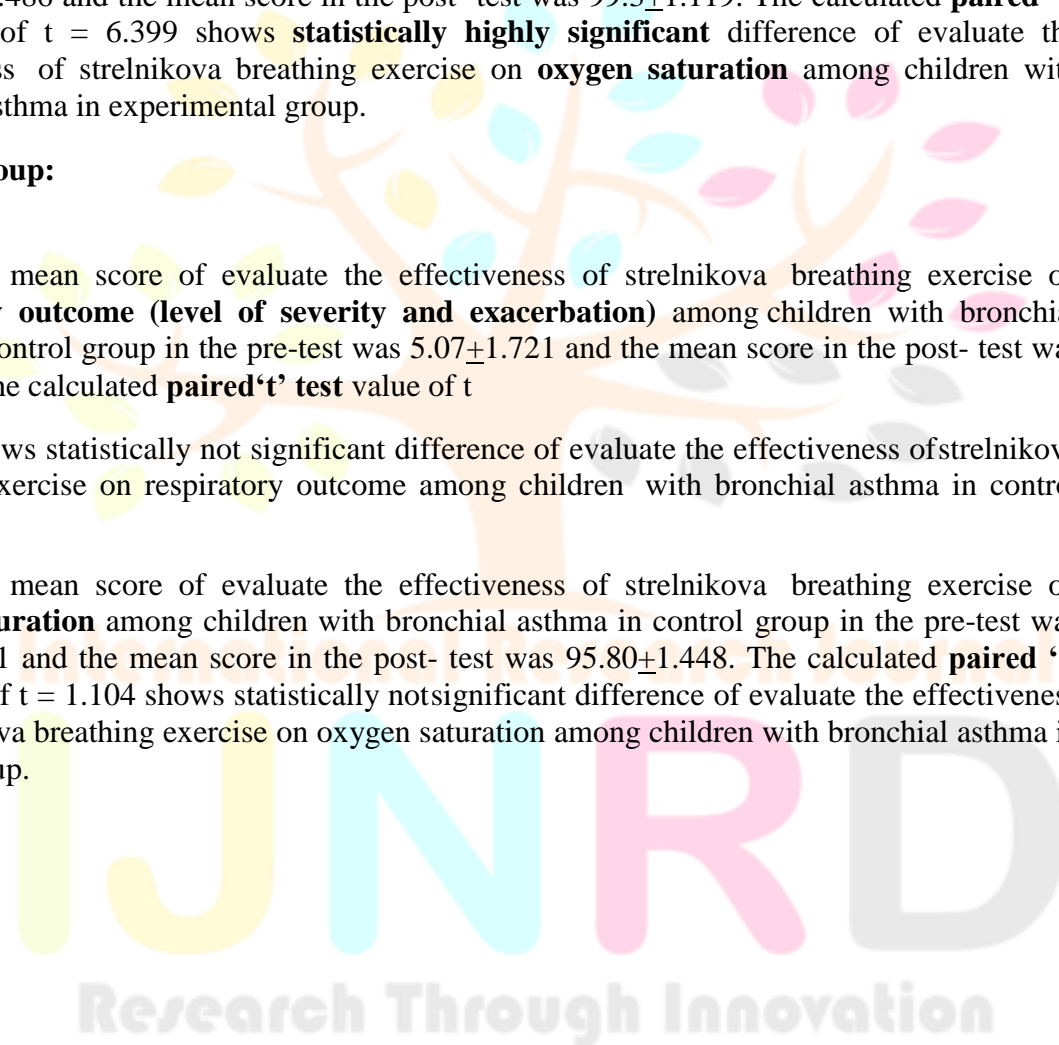 .486 and the mean score in the post- test was 99.3+1.119. The calculated paired ‘
of t = 6.399 shows statistically highly significant difference of evaluate th
ss of strelnikova breathing exercise on oxygen saturation among children wit
sthma in experimental group.
oup:
mean score of evaluate the effectiveness of strelnikova breathing exercise o
y outcome (level of severity and exacerbation) among children with bronchia
ontrol group in the pre-test was 5.07+1.721 and the mean score in the post- test wa
he calculated paired‘t’ test value of t
ows statistically not significant difference of evaluate the effectiveness ofstrelnikov
exercise on respiratory outcome among children with bronchial asthma in contro
mean score of evaluate the effectiveness of strelnikova breathing exercise o
uration among children with bronchial asthma in control group in the pre-test wa
1 and the mean score in the post- test was 95.80+1.448. The calculated paired ‘
f t = 1.104 shows statistically notsignificant difference of evaluate the effectivenes
va breathing exercise on oxygen saturation among children with bronchial asthma i
up.
International Research Journal
IJNRD
Research Through Innovation